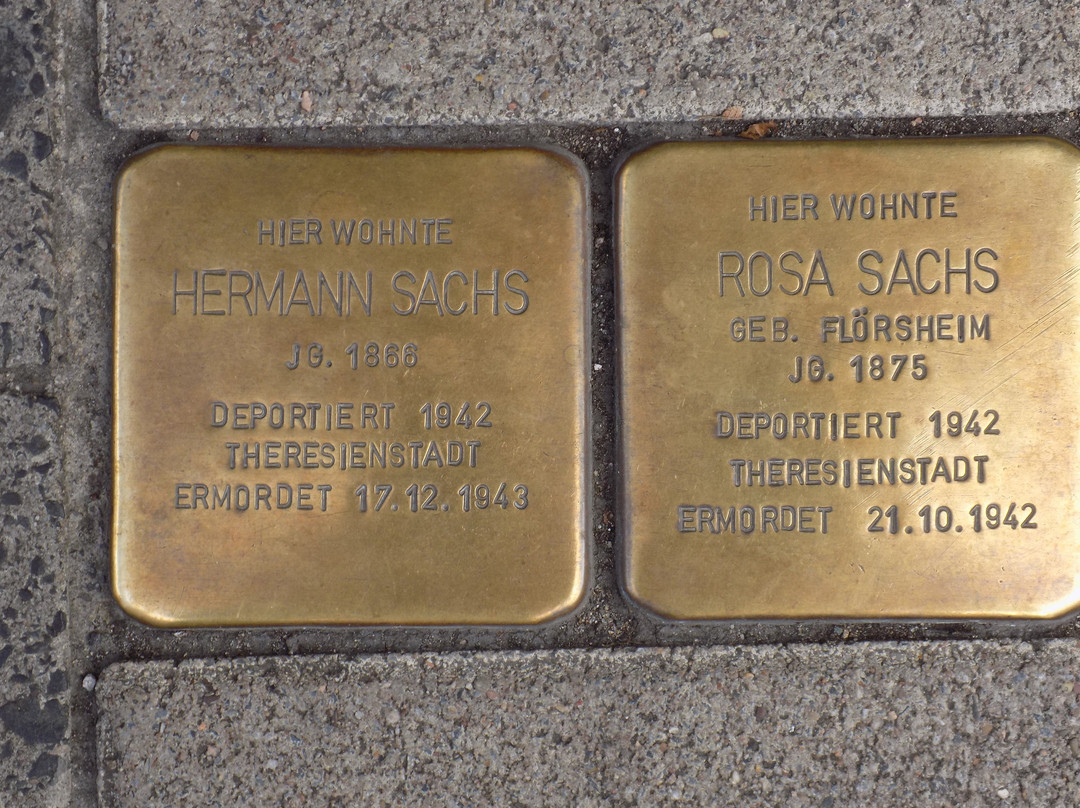 HIER WOHNTE
HERMANN SACHS
JG. 1866
DEPORTIERT 1942
THERESIENSTADT
ERMORDET 17.12.1943
HIER WOHNTE
ROSA SACHS
GEB. FLÖRSHEIM
JG. 1875
DEPORTIERT 1942
THERESIENSTADT
ERMORDET 21.10.1942